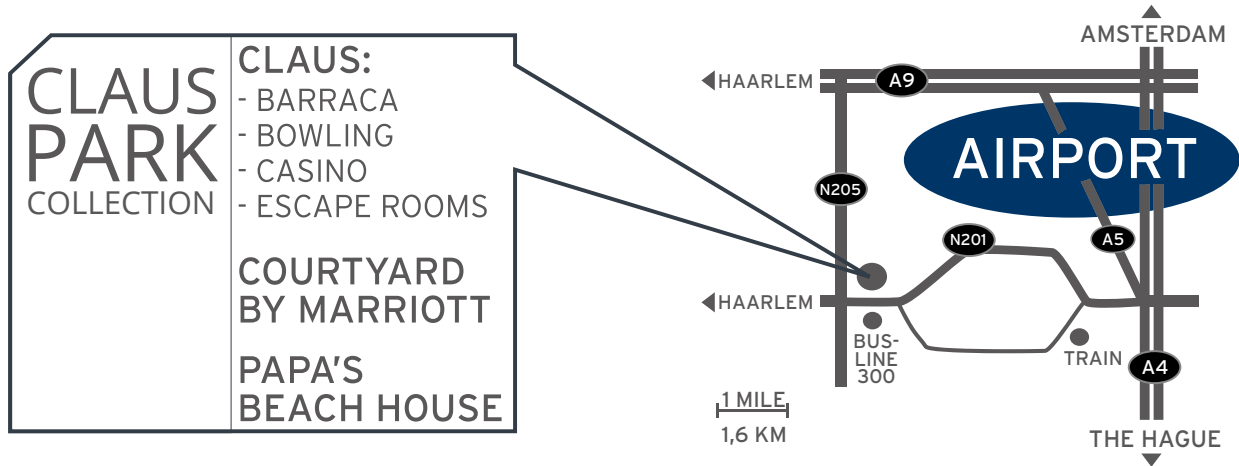 CLAUS
PARK
COLLECTION
CLAUS:
- BARRACA
- BOWLING
- CASINO
- ESCAPE ROOMS
COURTYARD
BY MARRIOTT
PAPA'S
BEACH HOUSE
AMSTERDAM
HAARLEM
A9
AIRPORT
N205
N201
A5
HAARLEM
BUS-
LINE
300
TRAIN
A4
1 MILE
1,6 KM
THE HAGUE